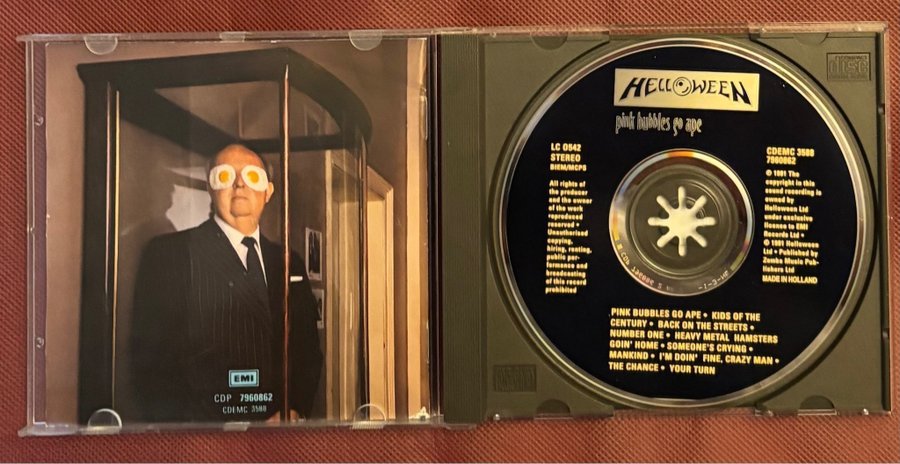 EMI
CDP 7960862
CDEMC 3588
HELLOWEEN
pink bubbles go ape
LC 0542
STEREO
BIEM/MCPS
All rights of
the producer
and the owner
of the work
reproduced
reserved •
Unauthorised
copying,
hiring, renting,
public per-
formance and
broadcasting
of this record
prohibited
CDEMC 3588
7960862
℗ 1991 The
copyright in this
sound recording is
owned by
Helloween Ltd
under exclusive
license to EMI
Records Ltd •
© 1991 Helloween
Ltd • Published by
Zomba Music Pub-
lishers Ltd
MADE IN HOLLAND
PINK BUBBLES GO APE • KIDS OF THE
CENTURY • BACK ON THE STREETS •
NUMBER ONE • HEAVY METAL HAMSTERS
GOIN' HOME • SOMEONE'S CRYING •
MANKIND • I'M DOIN' FINE, CRAZY MAN •
THE CHANCE • YOUR TURN
COMPACT
disc
DIGITAL AUDIO